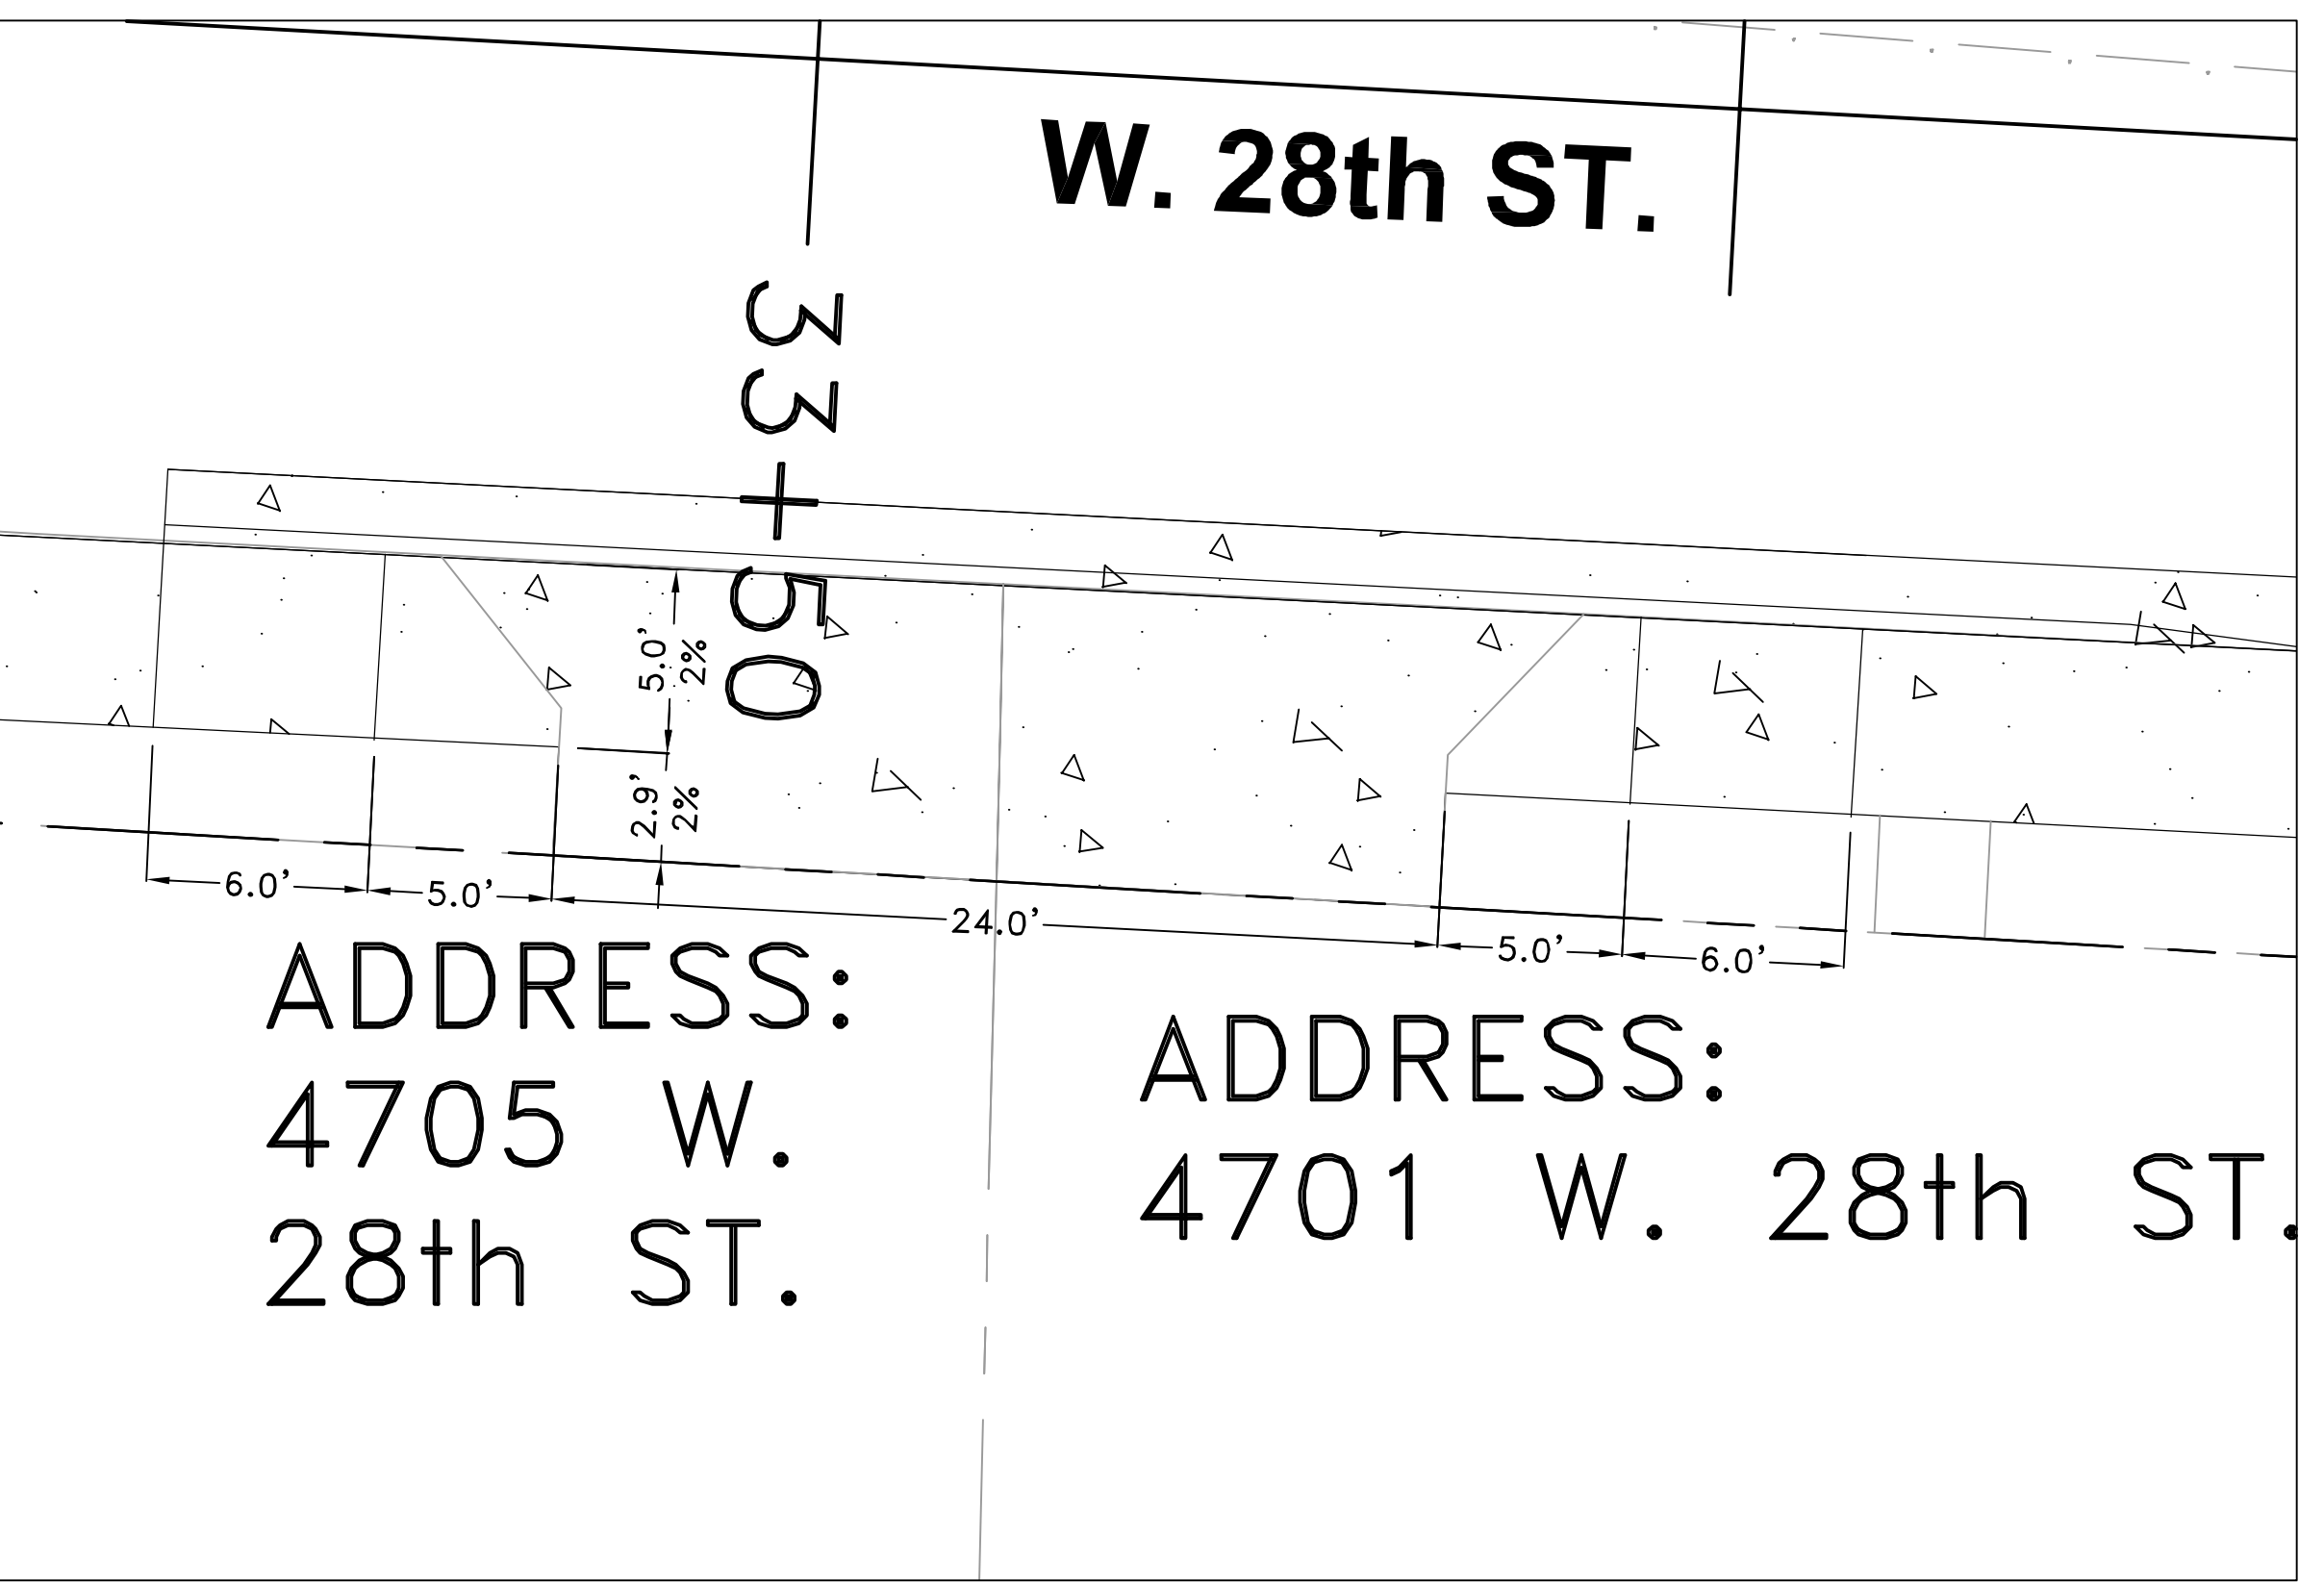 W. 28th ST.
33+50
5.0'
2%
2.9'
2%
6.0'
5.0'
24.0'
5.0'
6.0'
ADDRESS:
4705 W.
28th ST.
ADDRESS:
4701 W. 28th ST.